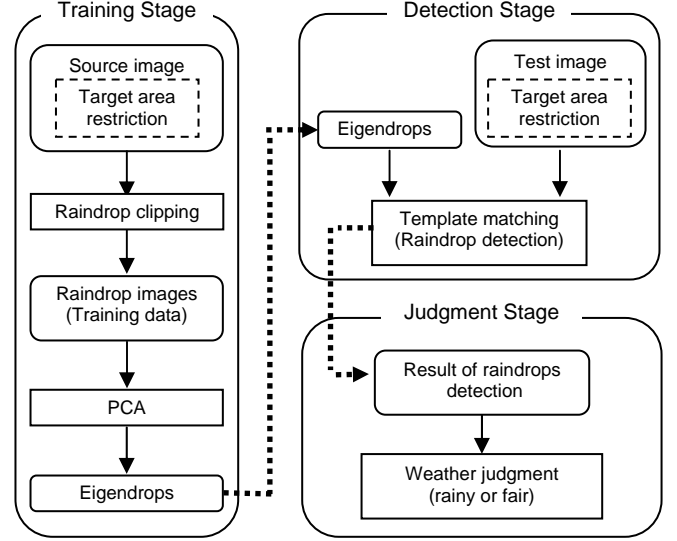 Training Stage
Source image
Target area
restriction
Raindrop clipping
Raindrop images
(Training data)
PCA
Eigendrops
Detection Stage
Test image
Target area
restriction
Eigendrops
Template matching
(Raindrop detection)
Judgment Stage
Result of raindrops
detection
Weather judgment
(rainy or fair)